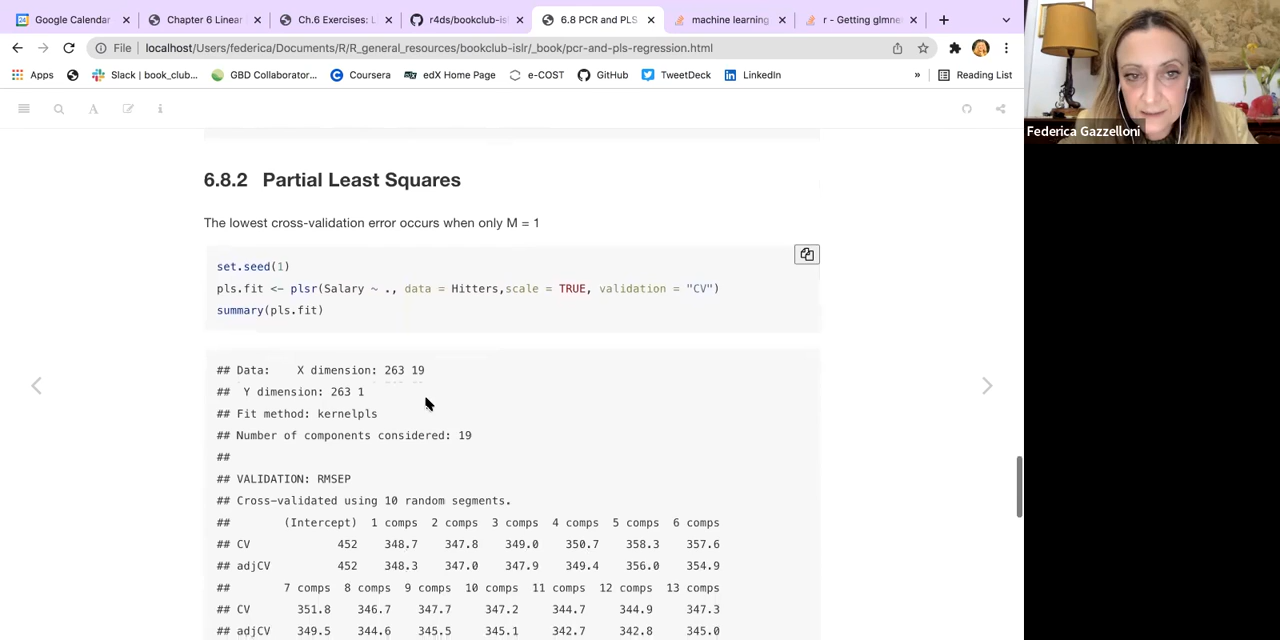 Google Calendar
Chapter 6 Linear
Ch.6 Exercises: L
r4ds/bookclub-isl
6.8 PCR and PLS
machine learning
r - Getting glmne
File
localhost/Users/federica/Documents/R/R_general_resources/bookclub-islr/_book/pcr-and-pls-regression.html
Apps
Slack | book_club...
GBD Collaborator...
Coursera
edX Home Page
e-COST
GitHub
TweetDeck
LinkedIn
»
Reading List
Federica Gazzelloni
6.8.2 Partial Least Squares
The lowest cross-validation error occurs when only M = 1
set.seed(1)
pls.fit <- plsr(Salary ~ ., data = Hitters,scale = TRUE, validation = "CV")
summary(pls.fit)
## Data: X dimension: 263 19
## Y dimension: 263 1
## Fit method: kernelpls
## Number of components considered: 19
##
## VALIDATION: RMSEP
## Cross-validated using 10 random segments.
## (Intercept) 1 comps 2 comps 3 comps 4 comps 5 comps 6 comps
## CV 452 348.7 347.8 349.0 350.7 358.3 357.6
## adjCV 452 348.3 347.0 347.9 349.4 356.0 354.9
## 7 comps 8 comps 9 comps 10 comps 11 comps 12 comps 13 comps
## CV 351.8 346.7 347.7 347.2 344.7 344.9 347.3
## adjCV 349.5 344.6 345.5 345.1 342.7 342.8 345.0